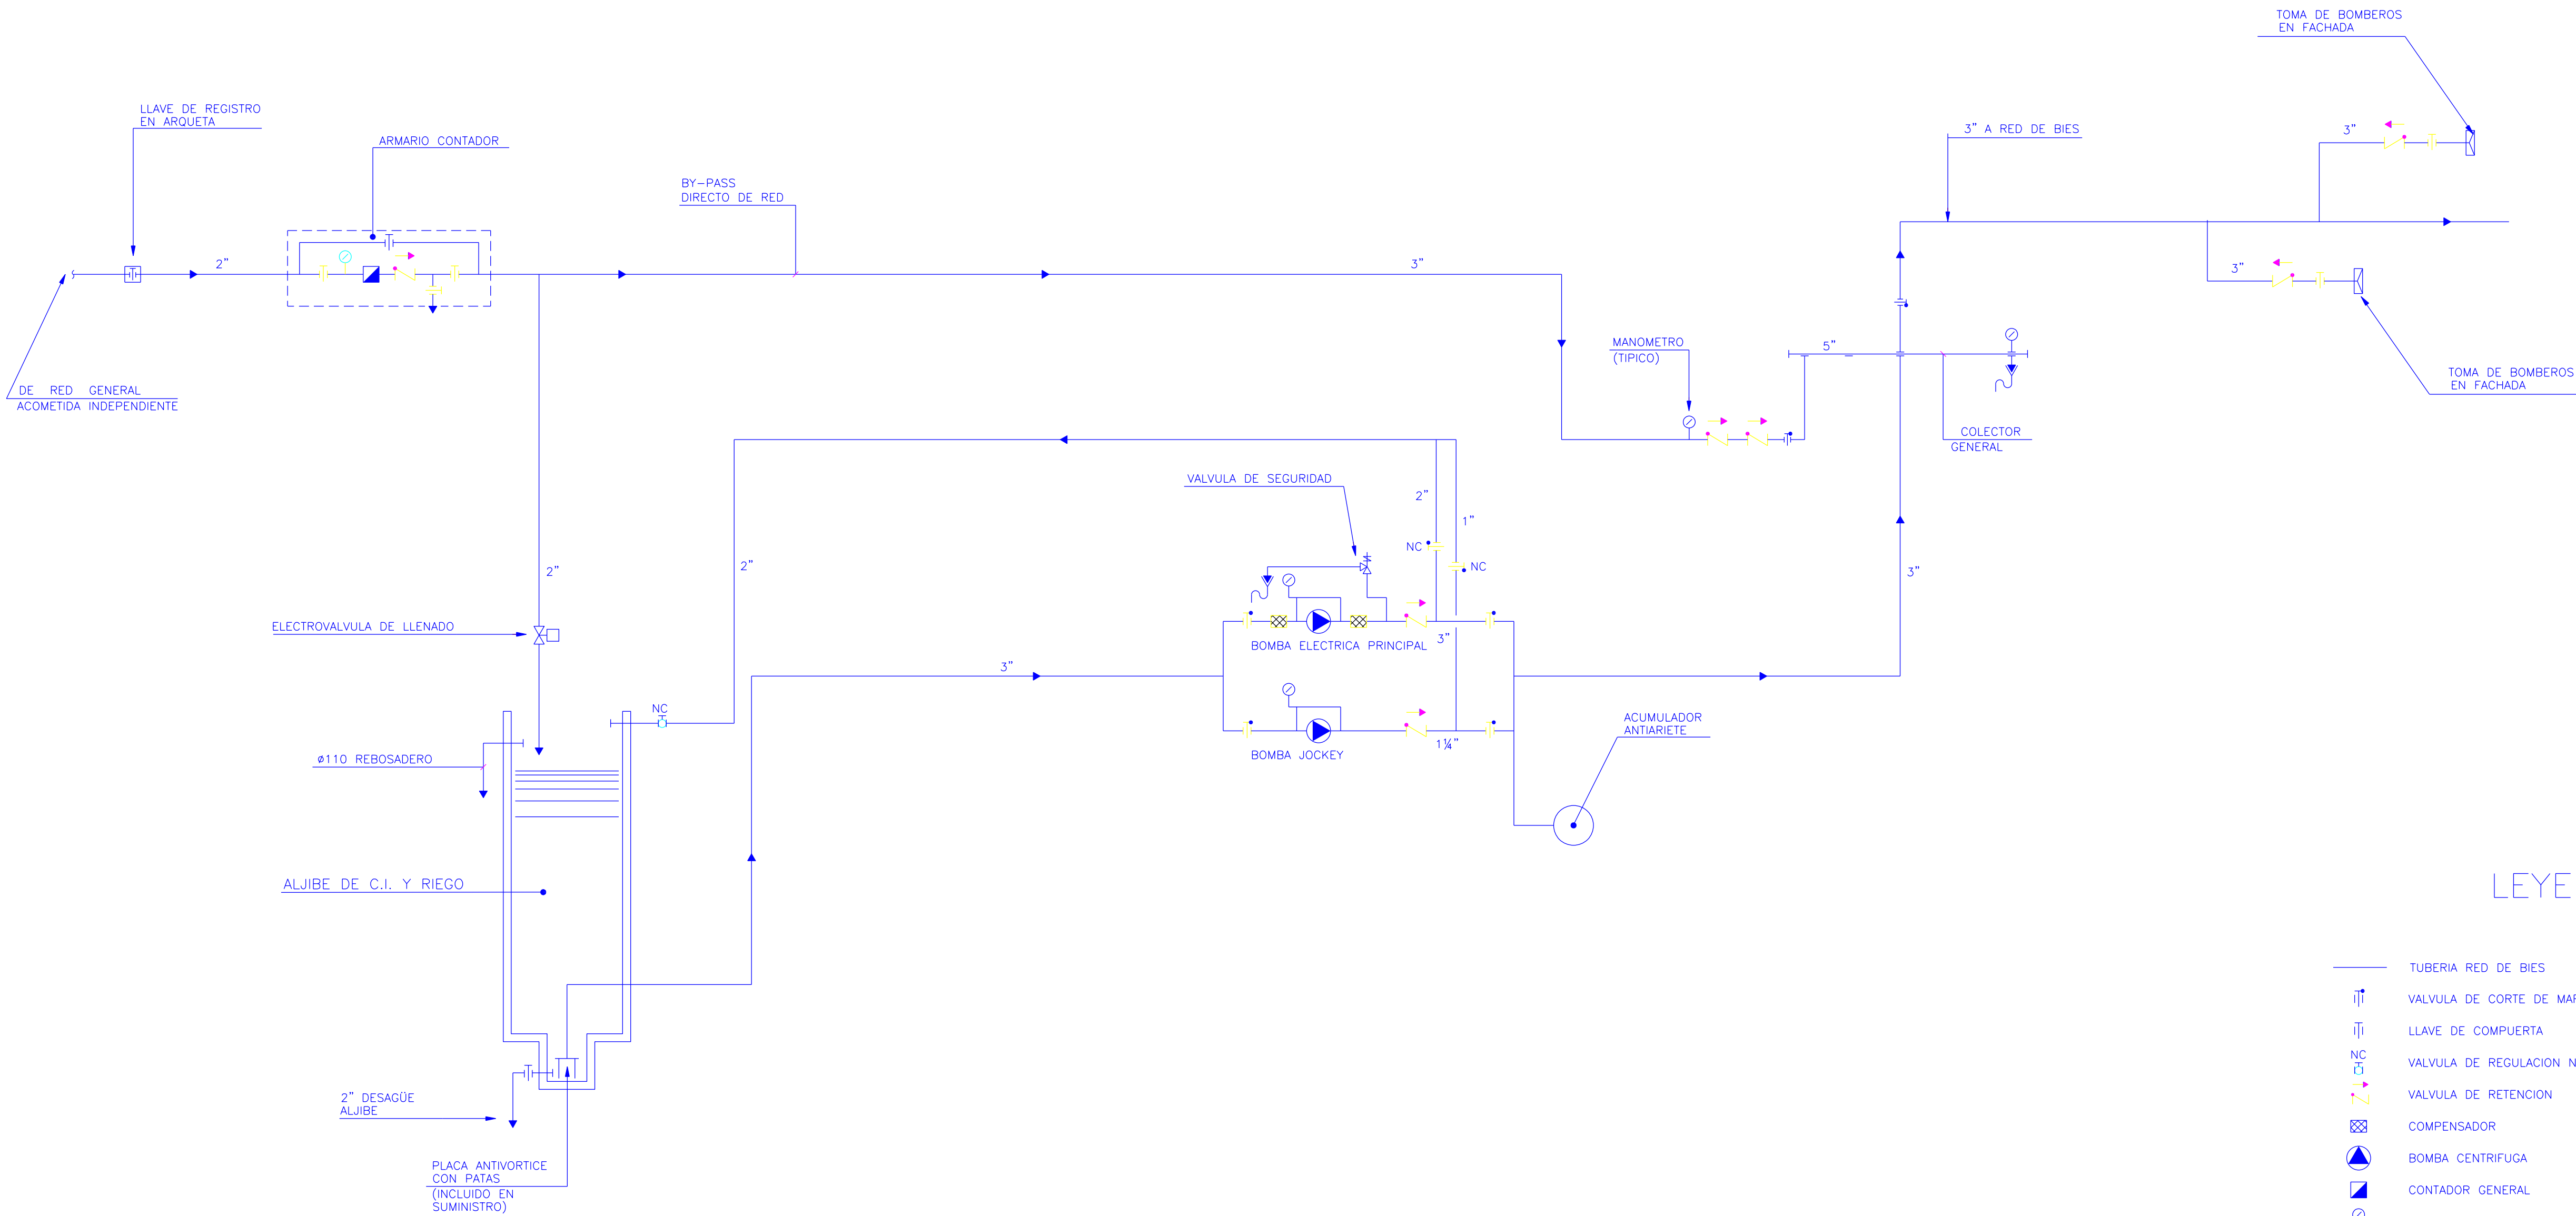 TOMA DE BOMBEROS
EN FACHADA
LLAVE DE REGISTRO
EN ARQUETA
ARMARIO CONTADOR
3" A RED DE BIES
3"
BY-PASS
DIRECTO DE RED
2"
3"
3"
MANOMETRO
(TIPICO)
5"
TOMA DE BOMBEROS
EN FACHADA
DE RED GENERAL
ACOMETIDA INDEPENDIENTE
COLECTOR
GENERAL
VALVULA DE SEGURIDAD
2"
1"
NC
NC
2"
2"
3"
ELECTROVALVULA DE LLENADO
BOMBA ELECTRICA PRINCIPAL
3"
3"
NC
ACUMULADOR
ANTIARIETE
1¼"
BOMBA JOCKEY
ø110 REBOSADERO
ALJIBE DE C.I. Y RIEGO
LEYE
TUBERIA RED DE BIES
VALVULA DE CORTE DE
LLAVE DE COMPUERTA
NC
VALVULA DE REGULACION N
VALVULA DE RETENCION
2" DESAGÜE
ALJIBE
COMPENSADOR
BOMBA CENTRIFUGA
PLACA ANTIVORTICE
CON PATAS
(INCLUIDO EN
SUMINISTRO)
CONTADOR GENERAL